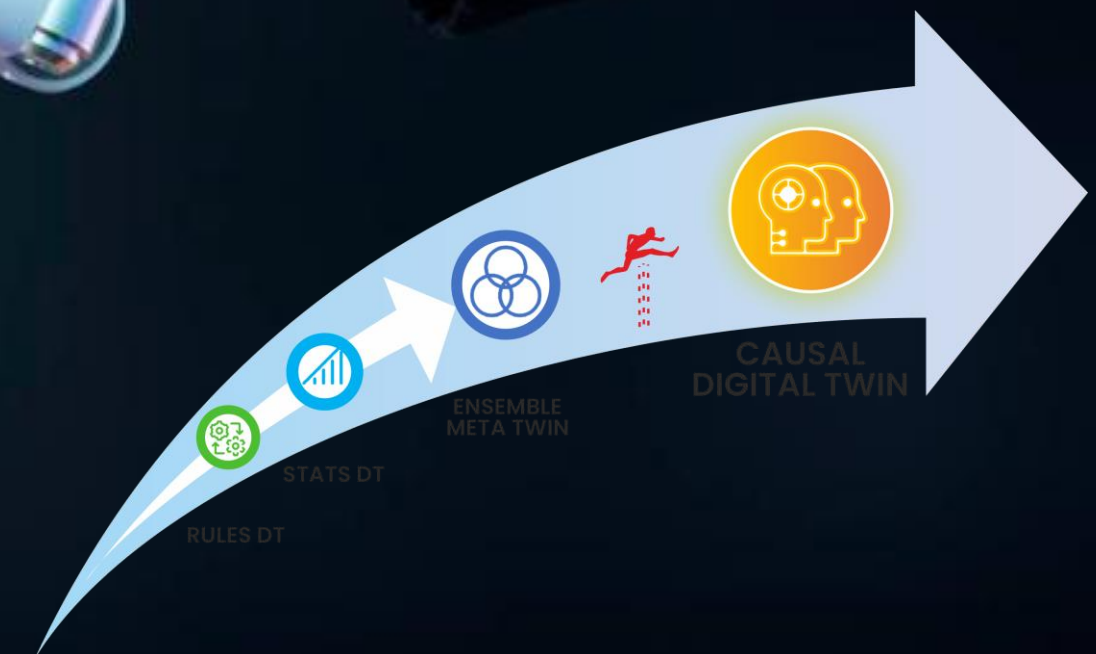 CAUSAL
DIGITAL TWIN
ENSEMBLE
META TWIN
STATS DT
RULES DT